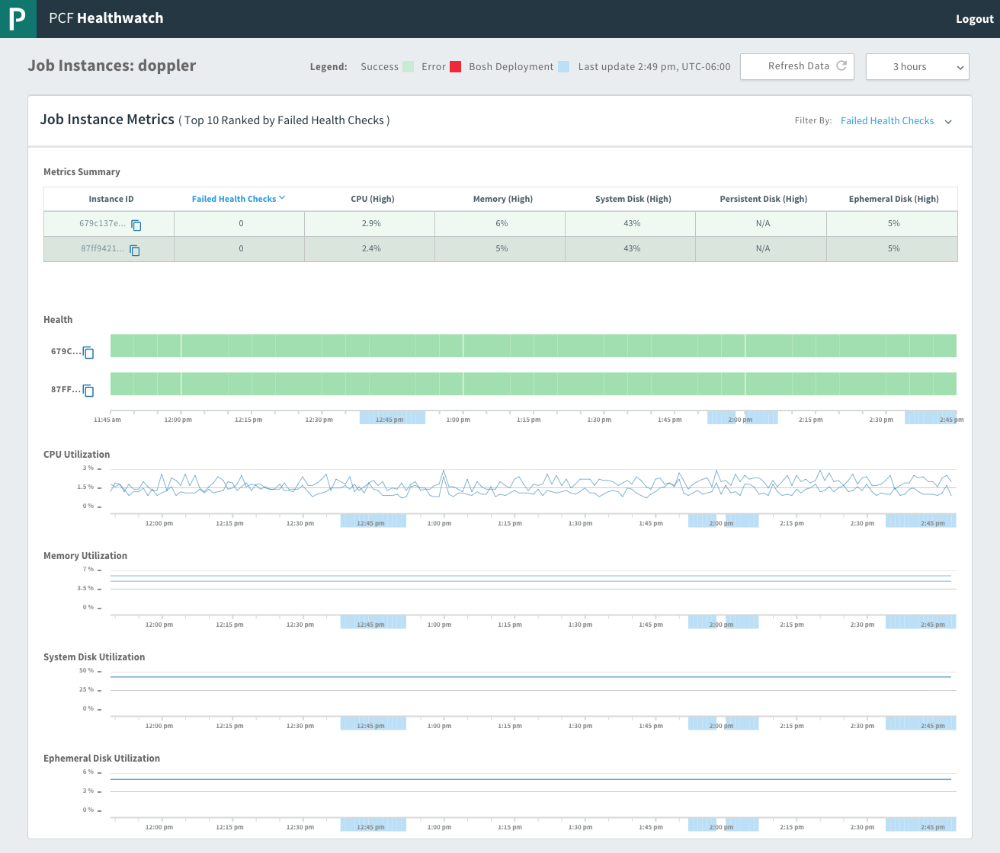 P PCF Healthwatch Logout
Job Instances: doppler Legend: Success Error Bosh Deployment Last update 2:49 pm, UTC-06:00 Refresh Data 3 hours
Job Instance Metrics ( Top 10 Ranked by Failed Health Checks ) Filter By: Failed Health Checks
Metrics Summary
Instance ID Failed Health Checks CPU (High) Memory (High) System Disk (High) Persistent Disk (High) Ephemeral Disk (High)
679c137e... 0 2.9% 6% 43% N/A 5%
87ff9421... 0 2.4% 5% 43% N/A 5%
Health
679C...
87FF...
11:45 am 12:00 pm 12:15 pm 12:30 pm 12:45 pm 1:00 pm 1:15 pm 1:30 pm 1:45 pm 2:00 pm 2:15 pm 2:30 pm 2:45 pm
CPU Utilization
3 %
1.5 %
0 %
12:00 pm 12:15 pm 12:30 pm 12:45 pm 1:00 pm 1:15 pm 1:30 pm 1:45 pm 2:00 pm 2:15 pm 2:30 pm 2:45 pm
Memory Utilization
7 %
3.5 %
0 %
12:00 pm 12:15 pm 12:30 pm 12:45 pm 1:00 pm 1:15 pm 1:30 pm 1:45 pm 2:00 pm 2:15 pm 2:30 pm 2:45 pm
System Disk Utilization
50 %
25 %
0 %
12:00 pm 12:15 pm 12:30 pm 12:45 pm 1:00 pm 1:15 pm 1:30 pm 1:45 pm 2:00 pm 2:15 pm 2:30 pm 2:45 pm
Ephemeral Disk Utilization
6 %
3 %
0 %
12:00 pm 12:15 pm 12:30 pm 12:45 pm 1:00 pm 1:15 pm 1:30 pm 1:45 pm 2:00 pm 2:15 pm 2:30 pm 2:45 pm